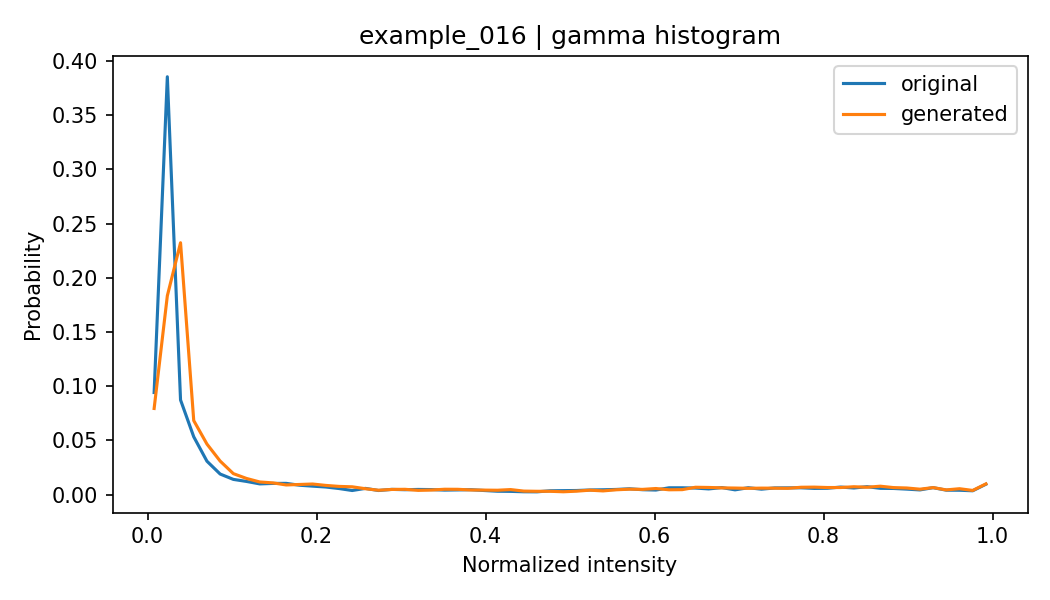 example_016 | gamma histogram
original
generated
Probability
0.40
0.35
0.30
0.25
0.20
0.15
0.10
0.05
0.00
0.0 0.2 0.4 0.6 0.8 1.0
Normalized intensity